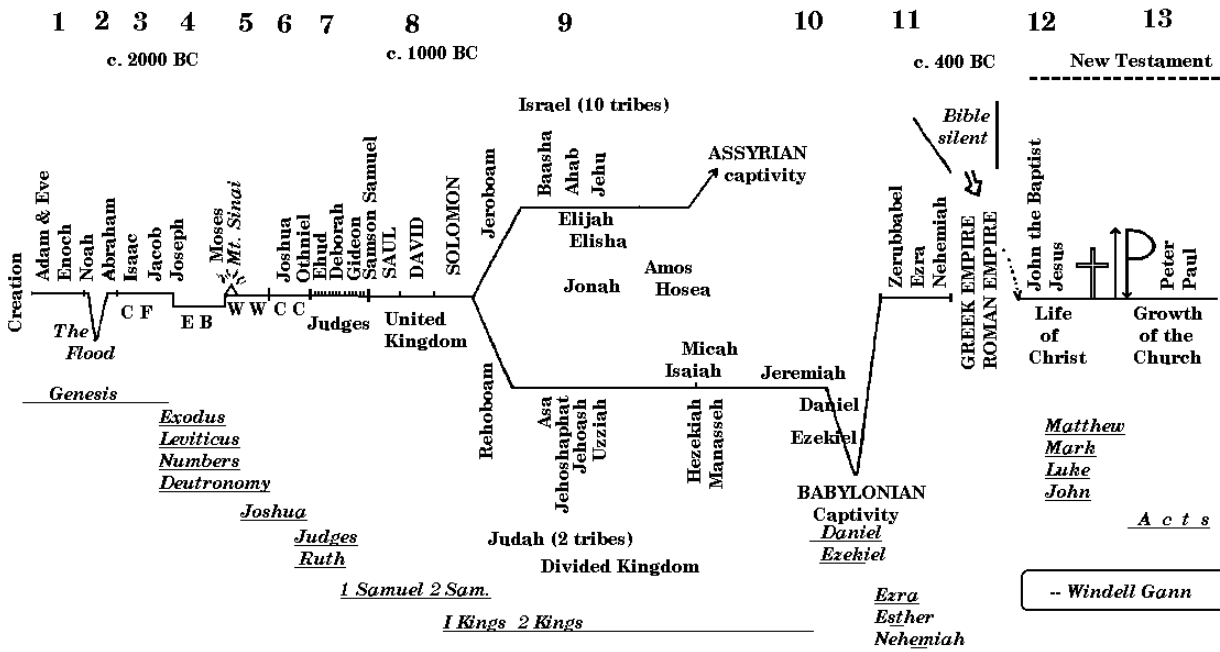 1 2 3 4 5 6 7 8 9 10 11 12 13
c. 2000 BC
c. 1000 BC
c. 400 BC
New Testament
Israel (10 tribes)
Bible
silent
Creation
Adam & Eve
Enoch
Noah
Abraham
Isaac
Jacob
Joseph
Moses
Mt. Sinai
Joshua
Othniel
Ehud
Deborah
Gideon
Samson Samuel
SAUL
DAVID
SOLOMON
Jeroboam
Baasha
Ahab
Jehu
ASSYRIAN
captivity
Elijah
Elisha
Jonah
Amos
Hosea
Zerubbabel
Ezra
Nehemiah
GREEK EMPIRE
ROMAN EMPIRE
John the Baptist
Jesus
Peter
Paul
The
Flood
C F
E B
W W
C C
Judges
United
Kingdom
Life
of
Christ
Growth
of the
Church
Micah
Isaiah
Jeremiah
Daniel
Ezekiel
Rehoboam
Asa
Jehoshaphat
Jehoash
Uzziah
Hezekiah
Manasseh
BABYLONIAN
Captivity
Judah (2 tribes)
Divided Kingdom
Genesis
Exodus
Leviticus
Numbers
Deutronomy
Joshua
Judges
Ruth
1 Samuel 2 Sam.
I Kings 2 Kings
Daniel
Ezekiel
Ezra
Esther
Nehemiah
Matthew
Mark
Luke
John
A c t s
-- Windell Gann